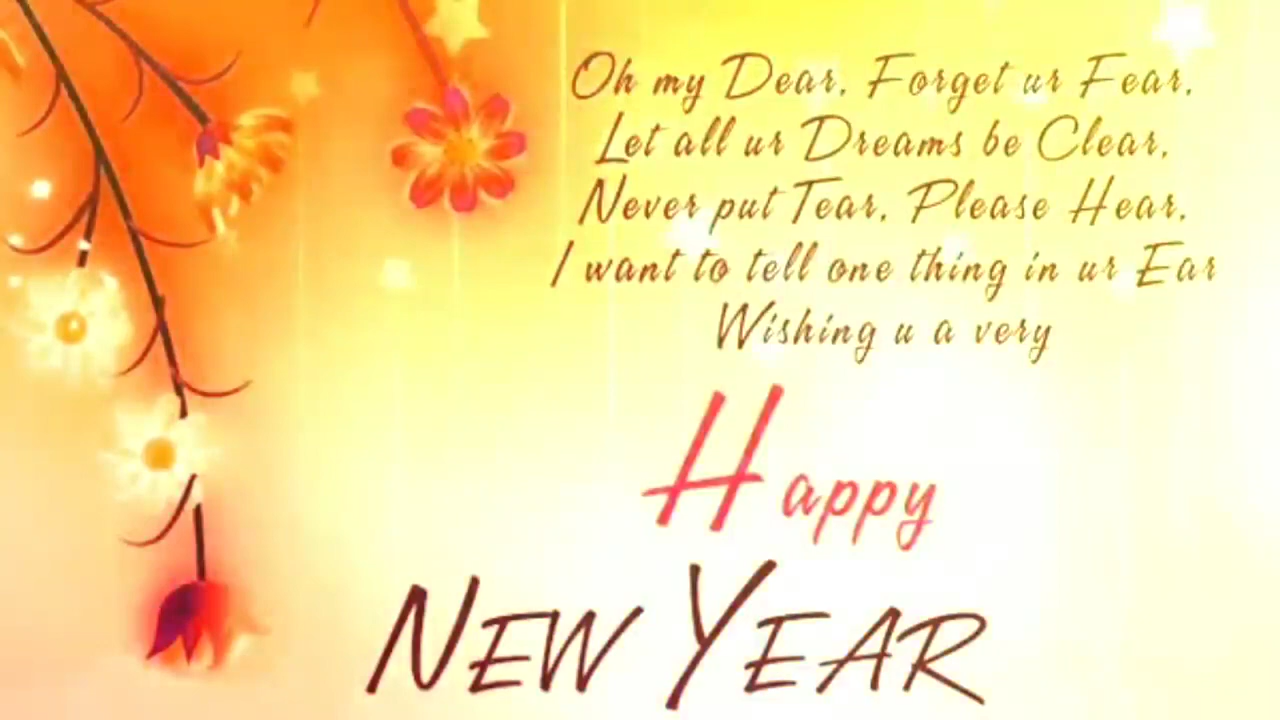 Oh my Dear, Forget ur Fear,
Let all ur Dreams be Clear,
Never put Tear, Please Hear,
I want to tell one thing in ur Ear
Wishing u a very
Happy
NEW YEAR